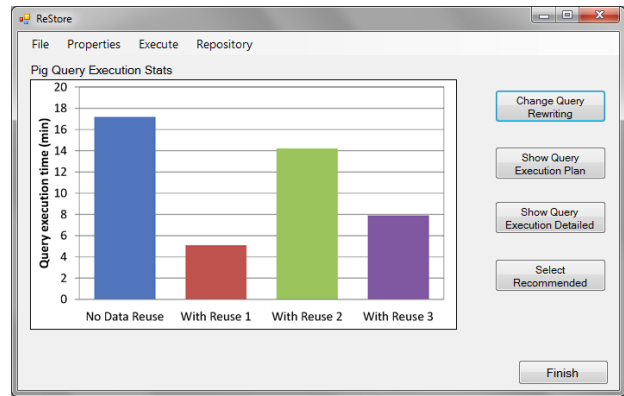 ReStore
File Properties Execute Repository
Pig Query Execution Stats
20
18
16
14
12
10
8
6
4
2
0
Query execution time (min)
No Data Reuse With Reuse 1 With Reuse 2 With Reuse 3
Change Query
Rewriting
Show Query
Execution Plan
Show Query
Execution Detailed
Select
Recommended
Finish